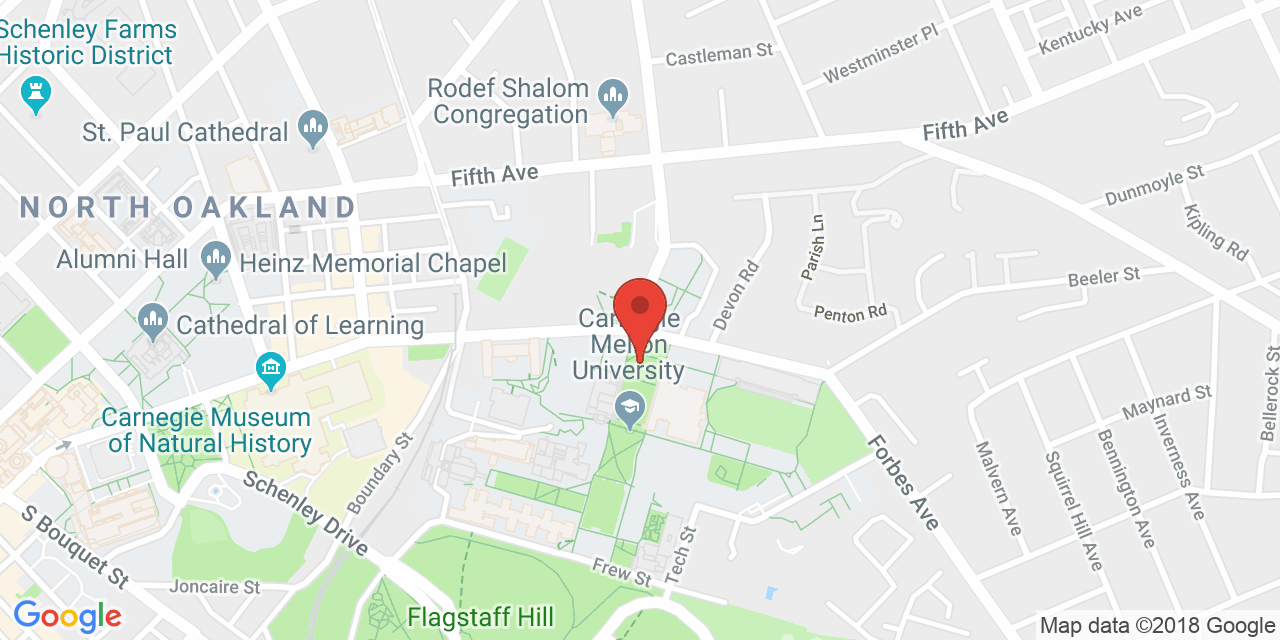 Schenley Farms
Historic District
Castleman St
Westminster Pl
Kentucky Ave
Rodef Shalom
Congregation
St. Paul Cathedral
Fifth Ave
Fifth Ave
NORTH OAKLAND
Dunmoyle St
Kipling Rd
Alumni Hall
Heinz Memorial Chapel
Parish Ln
Devon Rd
Beeler St
Penton Rd
Cathedral of Learning
Carnegie
Mellon
University
Bellerock St
Maynard St
Carnegie Museum
of Natural History
Inverness Ave
Bennington Ave
Squirrel Hill Ave
Malvern Ave
Forbes Ave
Boundary St
Schenley Drive
S Bouquet St
Joncaire St
Frew St
Tech St
Flagstaff Hill
Google
Map data ©2018 Google